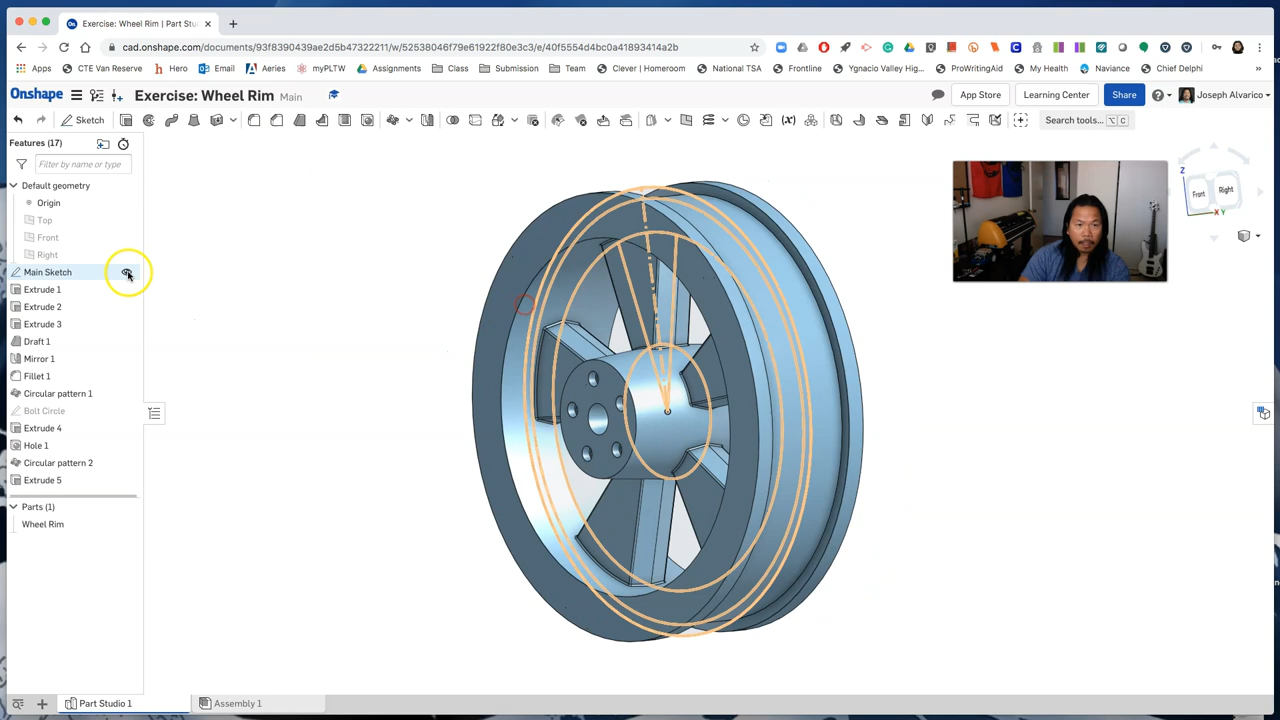 Exercise: Wheel Rim | Part Studi
cad.onshape.com/documents/93f8390439ae2d5b47322211/w/52538046f79e61922f80e3c3/e/40f5554d4bc0a41893414a2b
Apps CTE Van Reserve Hero Email Aeries myPLTW Assignments Class Submission Team Clever | Homeroom National TSA Frontline Ygnacio Valley Hig... ProWritingAid My Health Naviance Chief Delphi »
Onshape Exercise: Wheel Rim Main App Store Learning Center Share Joseph Alvarico
Sketch Search tools... ⌥ C
Features (17)
Filter by name or type
Default geometry
Origin
Top
Front
Right
Main Sketch
Extrude 1
Extrude 2
Extrude 3
Draft 1
Mirror 1
Fillet 1
Circular pattern 1
Bolt Circle
Extrude 4
Hole 1
Circular pattern 2
Extrude 5
Parts (1)
Wheel Rim
Z
Front Right
X Y
Part Studio 1 Assembly 1